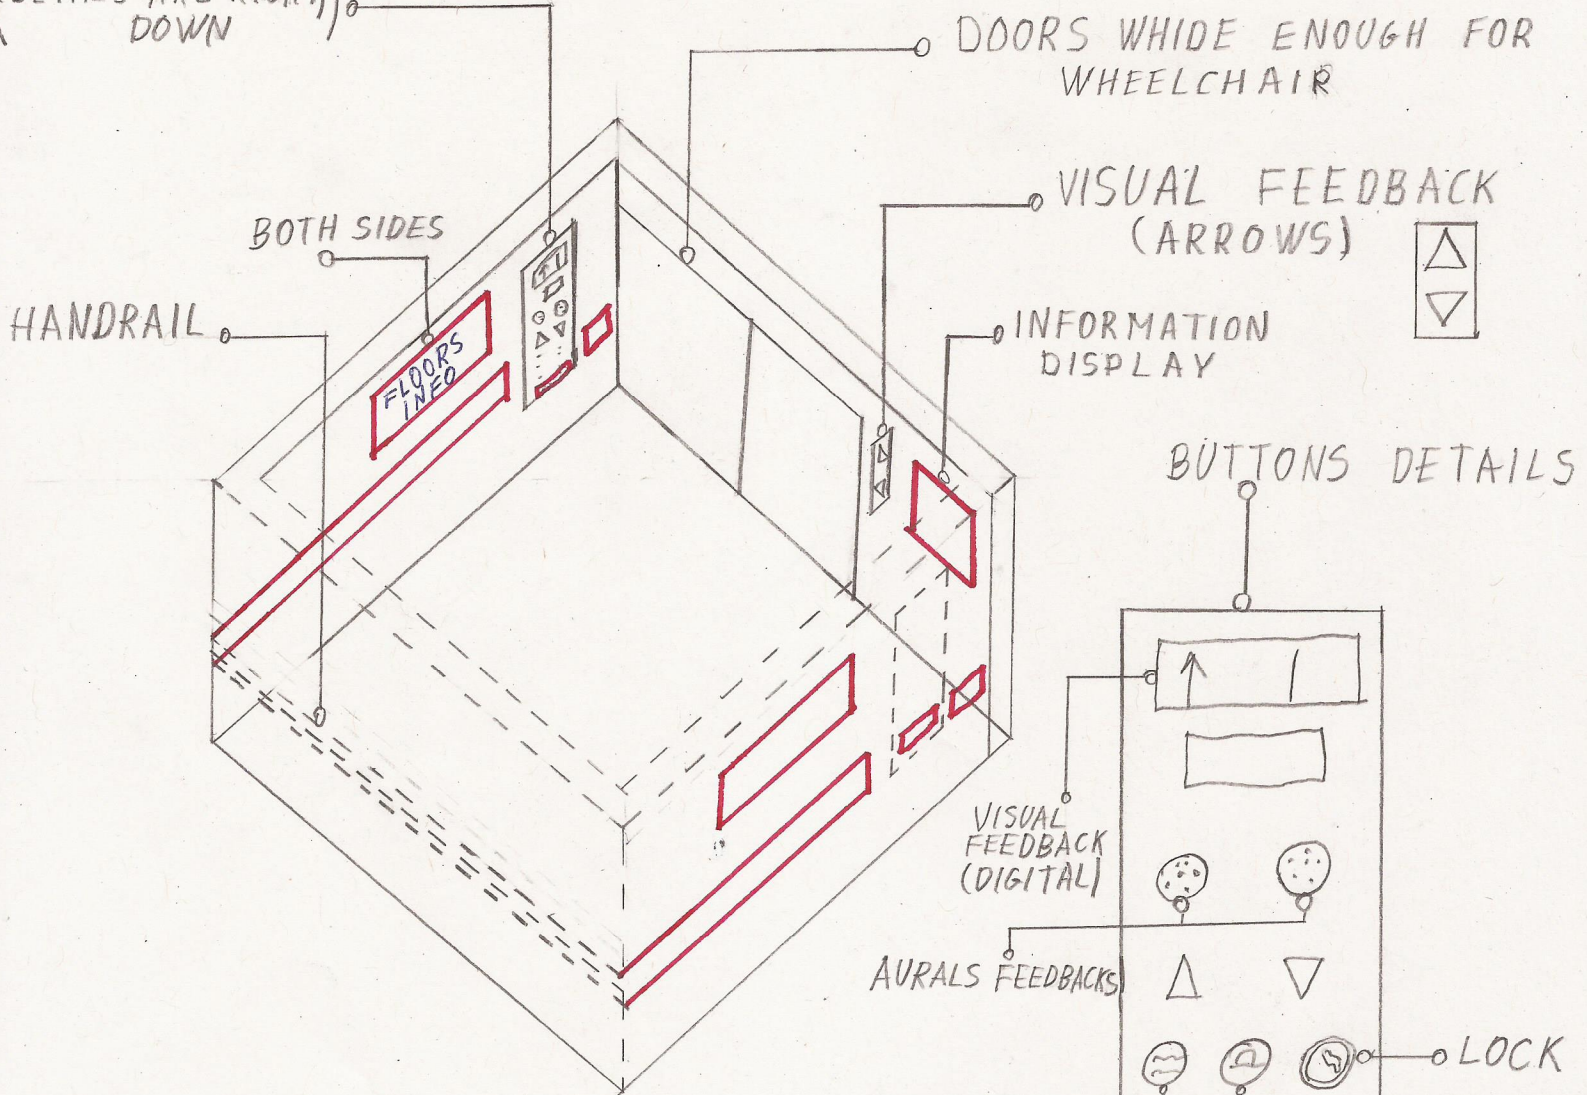 DOWN
DOORS WHIDE ENOUGH FOR
WHEELCHAIR
VISUAL FEEDBACK
(ARROWS)
BOTH SIDES
HANDRAIL
INFORMATION
DISPLAY
FLOORS
INFO
BUTTONS DETAILS
VISUAL
FEEDBACK
(DIGITAL)
AURALS FEEDBACKS
LOCK